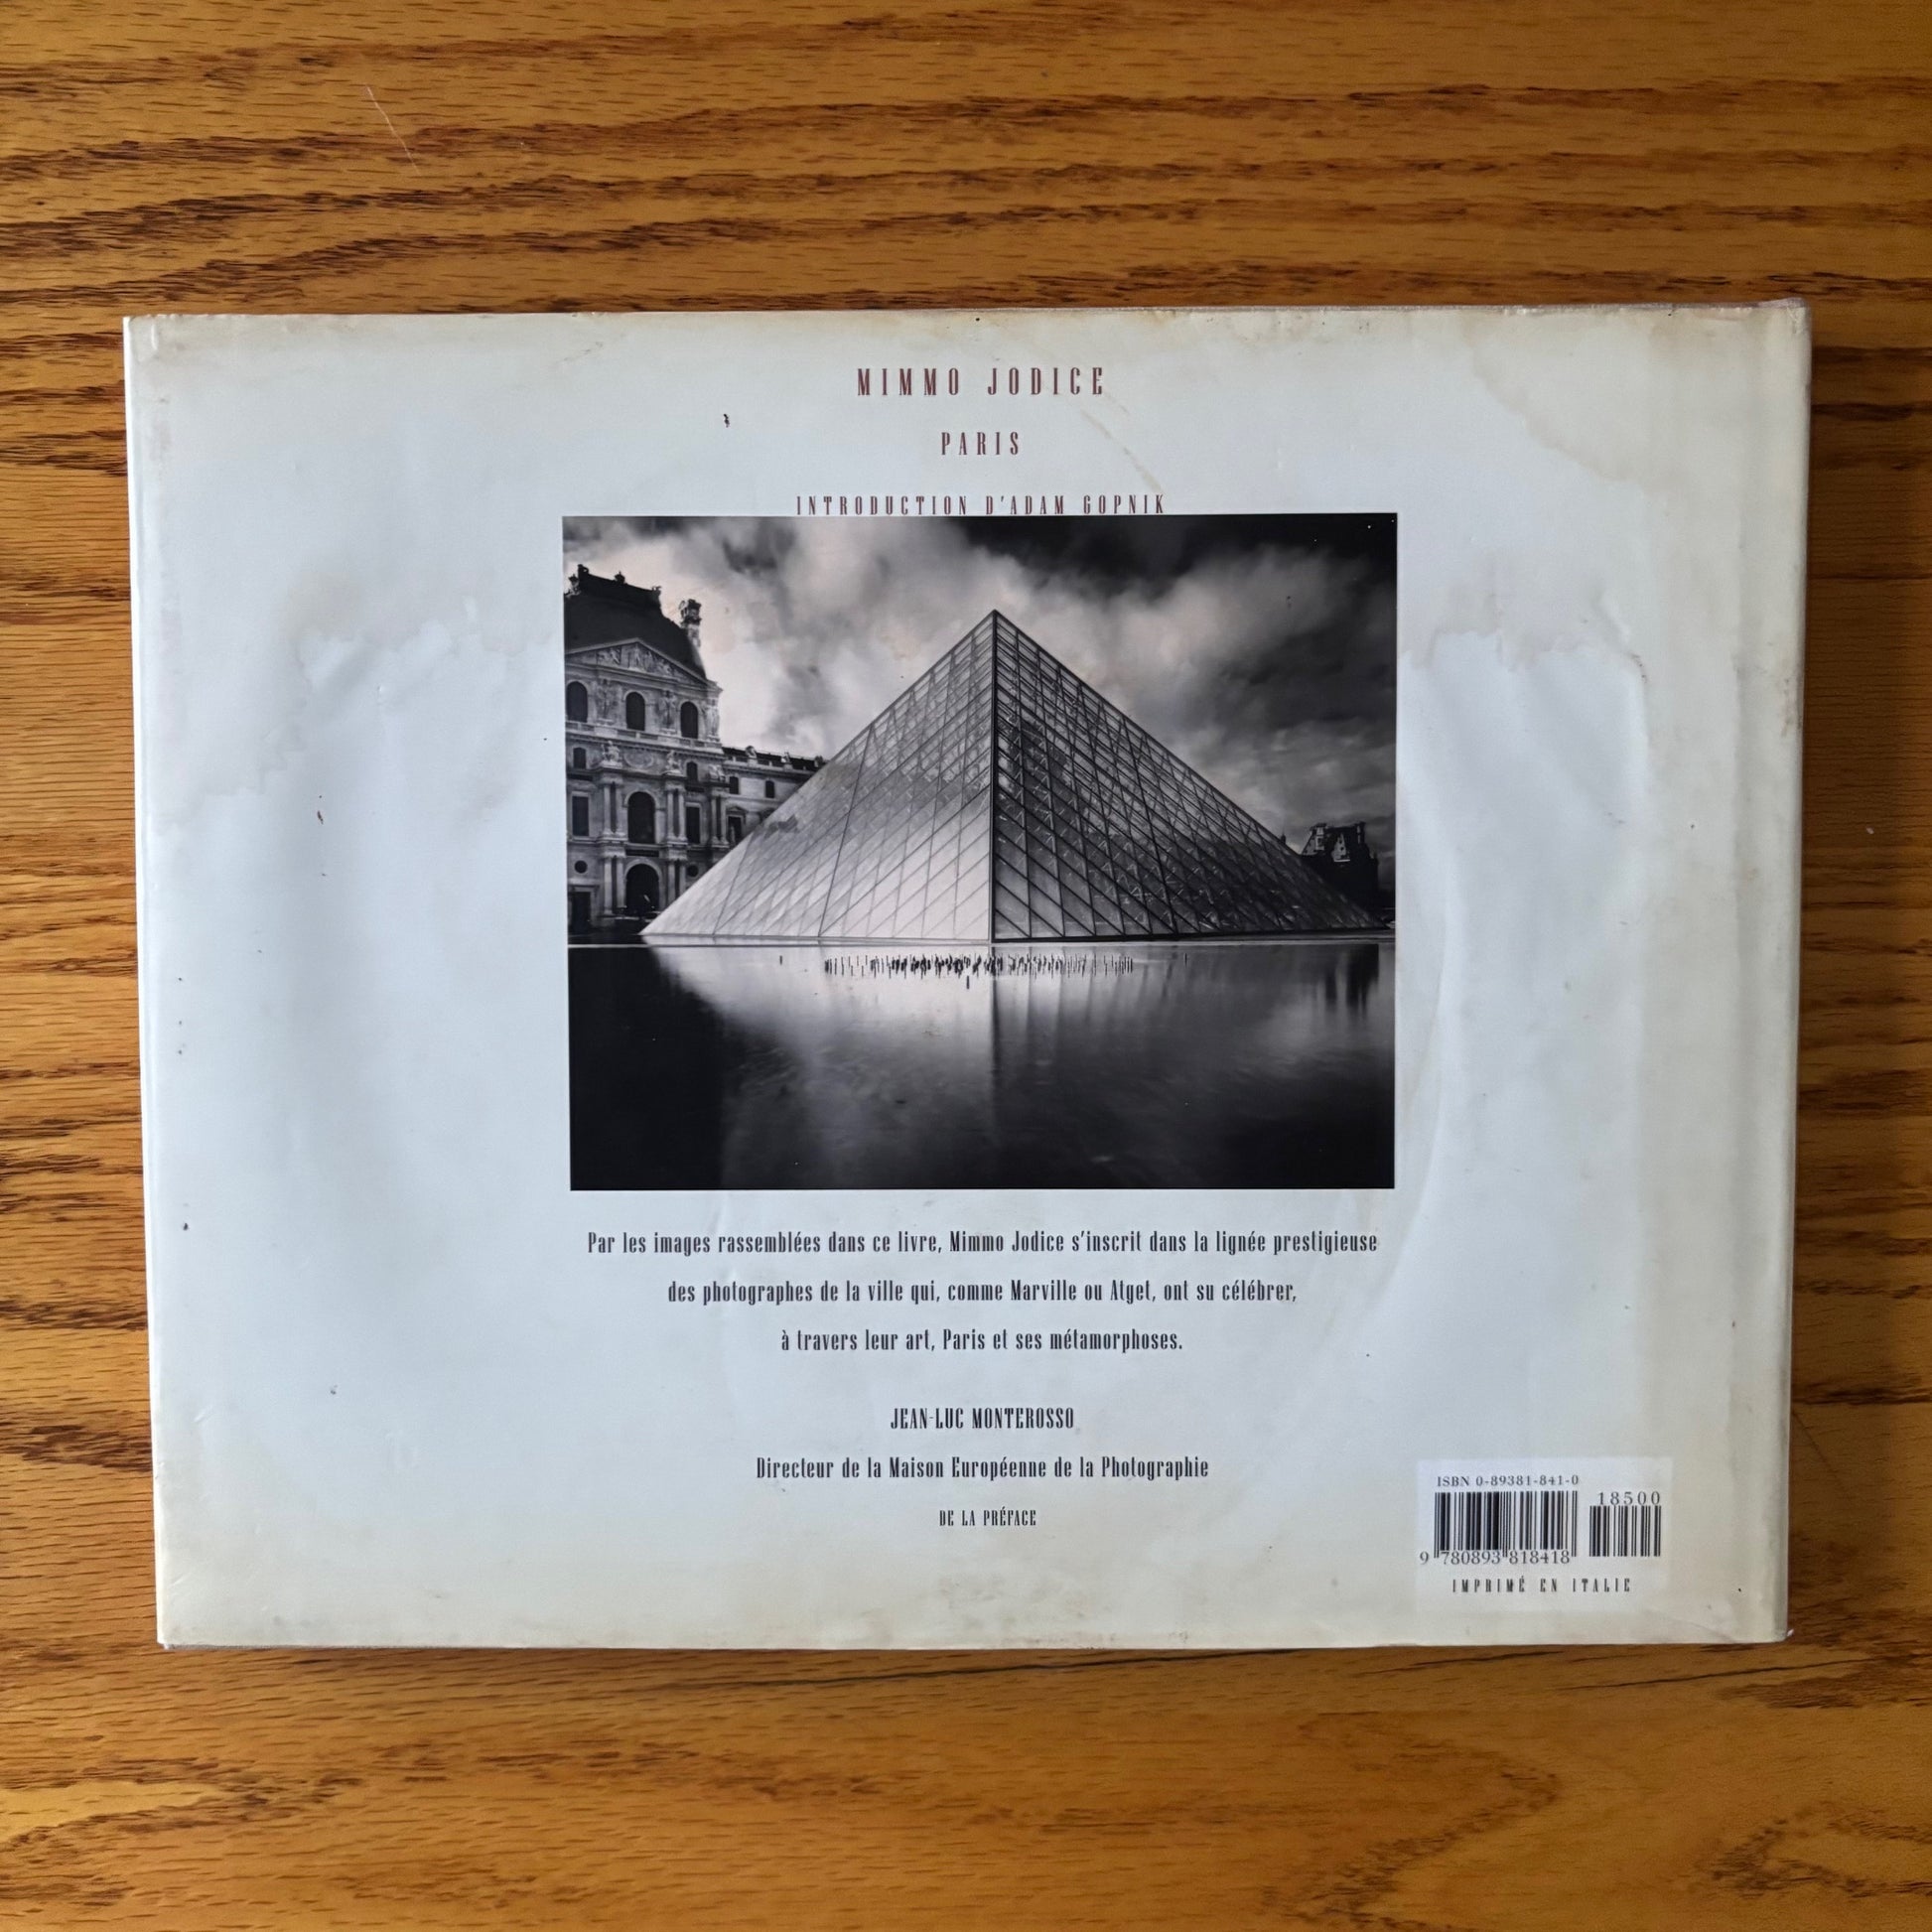 MIMMO JODICE
PARIS
INTRODUCTION D'ADAM GOPNIK
Par les images rassemblées dans ce livre, Mimmo Jodice s'inscrit dans la lignée prestigieuse
des photographes de la ville qui, comme Marville ou Atget, ont su célébrer,
à travers leur art, Paris et ses métamorphoses.
JEAN-LUC MONTEROSSO
Directeur de la Maison Européenne de la Photographie
DE LA PRÉFACE
ISBN 0-89381-841-0
18500
9 780893 818418
IMPRIMÉ EN ITALIE